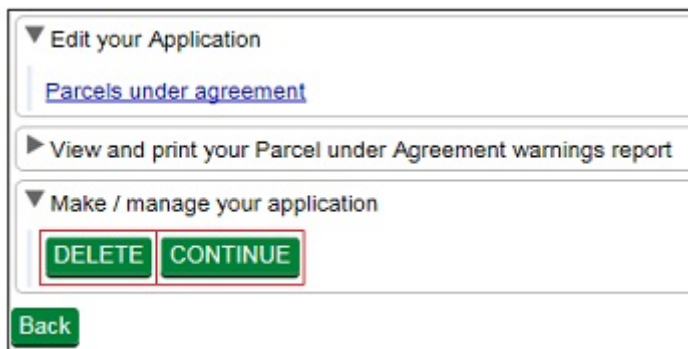 Edit your Application
Parcels under agreement
View and print your Parcel under Agreement warnings report
Make / manage your application
DELETE CONTINUE
Back